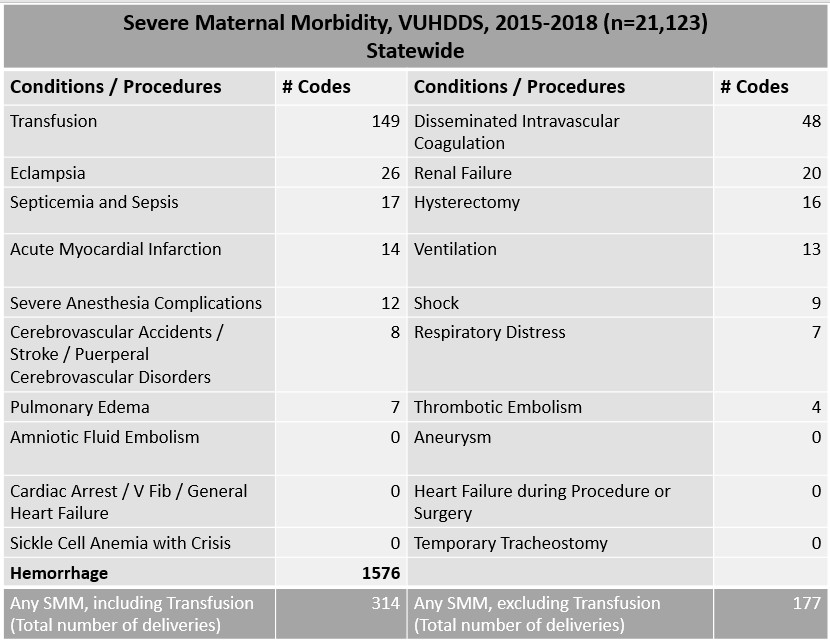 Severe Maternal Morbidity, VUHDDS, 2015-2018 (n=21,123)
Statewide
Conditions / Procedures # Codes Conditions / Procedures # Codes
Transfusion 149 Disseminated Intravascular
Coagulation 48
Eclampsia 26 Renal Failure 20
Septicemia and Sepsis 17 Hysterectomy 16
Acute Myocardial Infarction 14 Ventilation 13
Severe Anesthesia Complications 12 Shock 9
Cerebrovascular Accidents /
Stroke / Puerperal
Cerebrovascular Disorders 8 Respiratory Distress 7
Pulmonary Edema 7 Thrombotic Embolism 4
Amniotic Fluid Embolism 0 Aneurysm 0
Cardiac Arrest / V Fib / General
Heart Failure 0 Heart Failure during Procedure or
Surgery 0
Sickle Cell Anemia with Crisis 0 Temporary Tracheostomy 0
Hemorrhage 1576
Any SMM, including Transfusion
(Total number of deliveries) 314 Any SMM, excluding Transfusion
(Total number of deliveries) 177